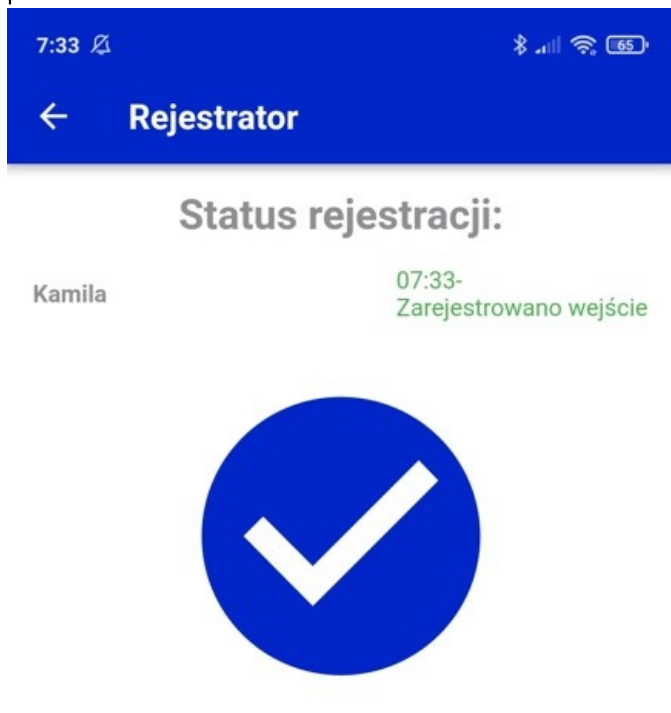 7:33
65
Rejestrator
Status rejestracji:
Kamila
07:33-
Zarejestrowano wejście